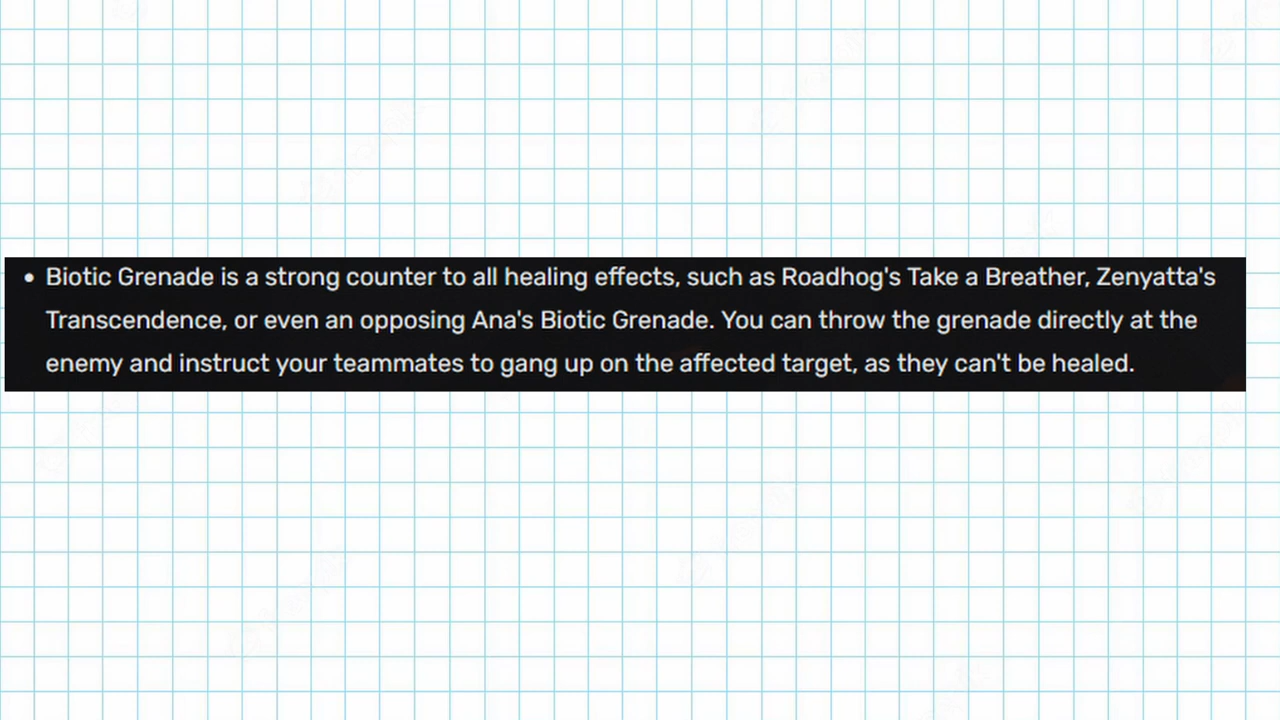 • Biotic Grenade is a strong counter to all healing effects, such as Roadhog's Take a Breather, Zenyatta's
Transcendence, or even an opposing Ana's Biotic Grenade. You can throw the grenade directly at the
enemy and instruct your teammates to gang up on the affected target, as they can't be healed.